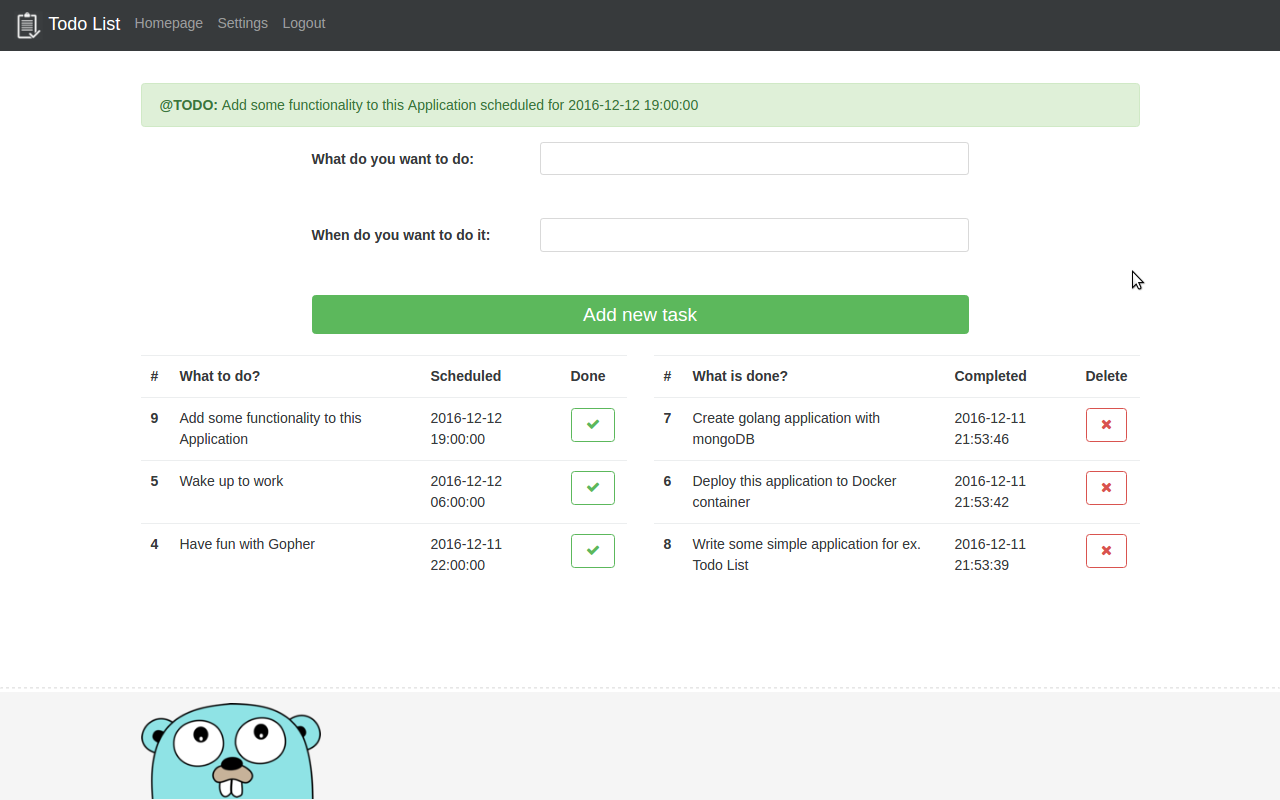 Todo List Homepage Settings Logout
@TODO: Add some functionality to this Application scheduled for 2016-12-12 19:00:00
What do you want to do:
When do you want to do it:
Add new task
# What to do? Scheduled Done
9 Add some functionality to this 2016-12-12
Application 19:00:00
5 Wake up to work 2016-12-12
06:00:00
4 Have fun with Gopher 2016-12-11
22:00:00
# What is done? Completed Delete
7 Create golang application with 2016-12-11
mongoDB 21:53:46
6 Deploy this application to Docker 2016-12-11
container 21:53:42
8 Write some simple application for ex. 2016-12-11
Todo List 21:53:39